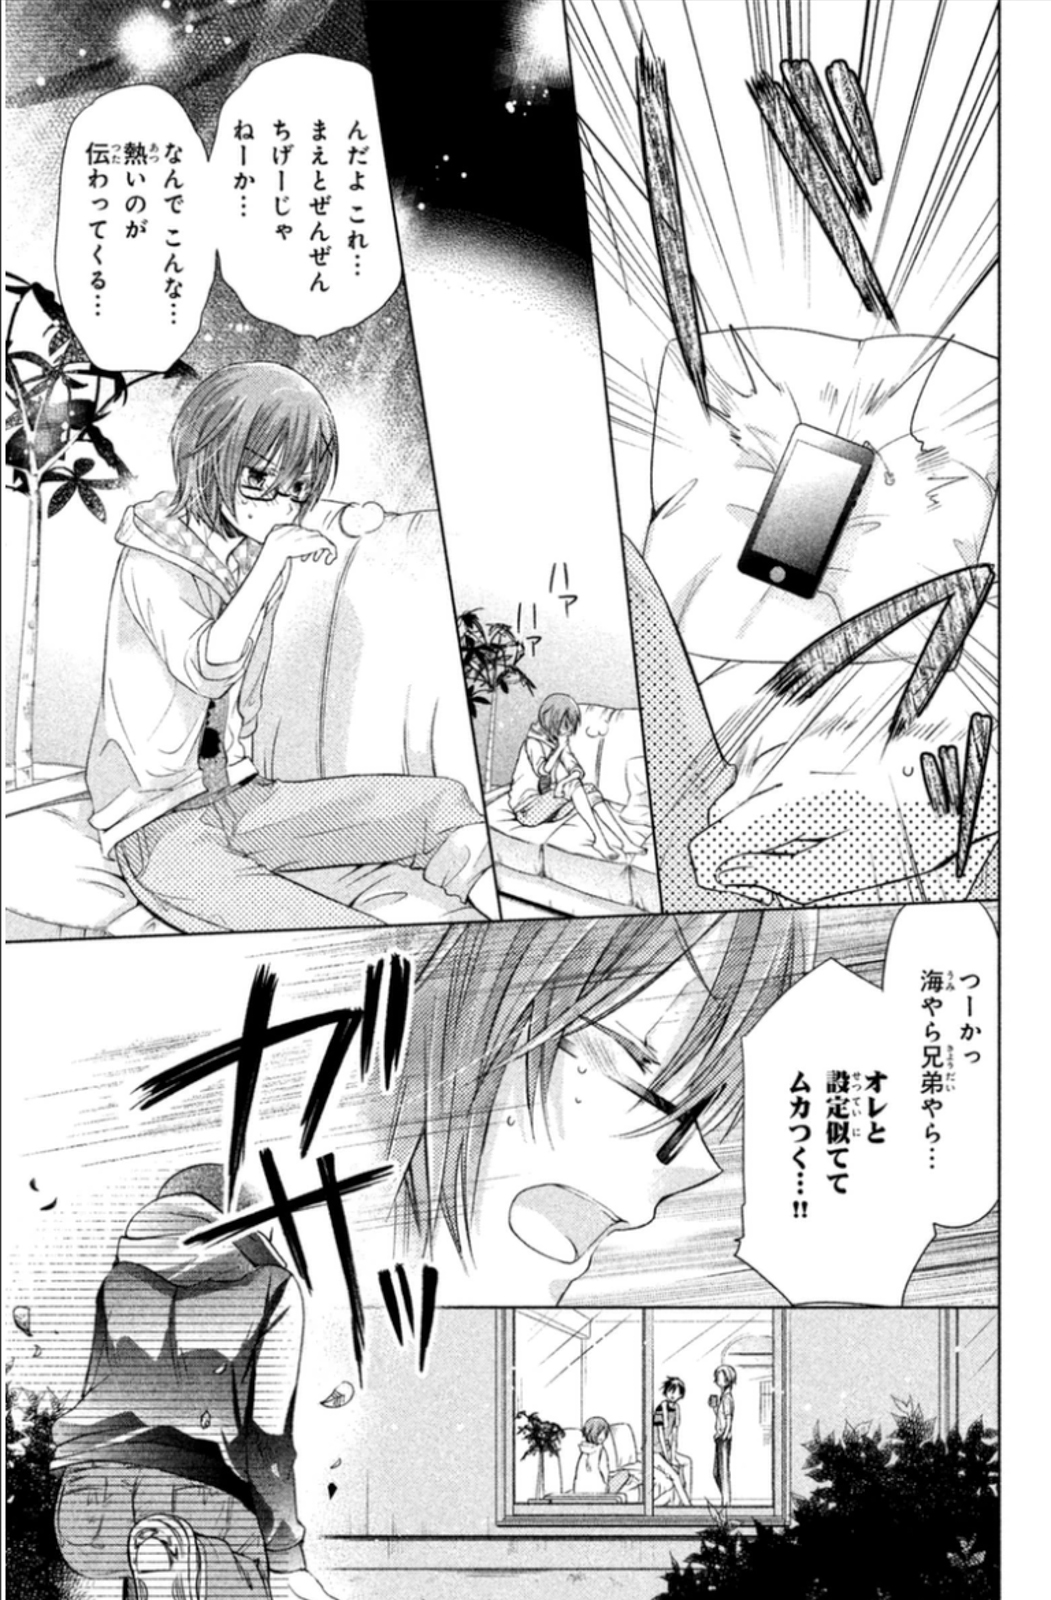 ハァ
ハァ
んだよ これ…
まえとぜんぜん
ちげーじゃ
ねーか…
なんで こんな…
熱いのが
伝わってくる…
つーかっ
海やら兄弟やら…
オレと
設定似てて
ムカつく…!!
ガサッ